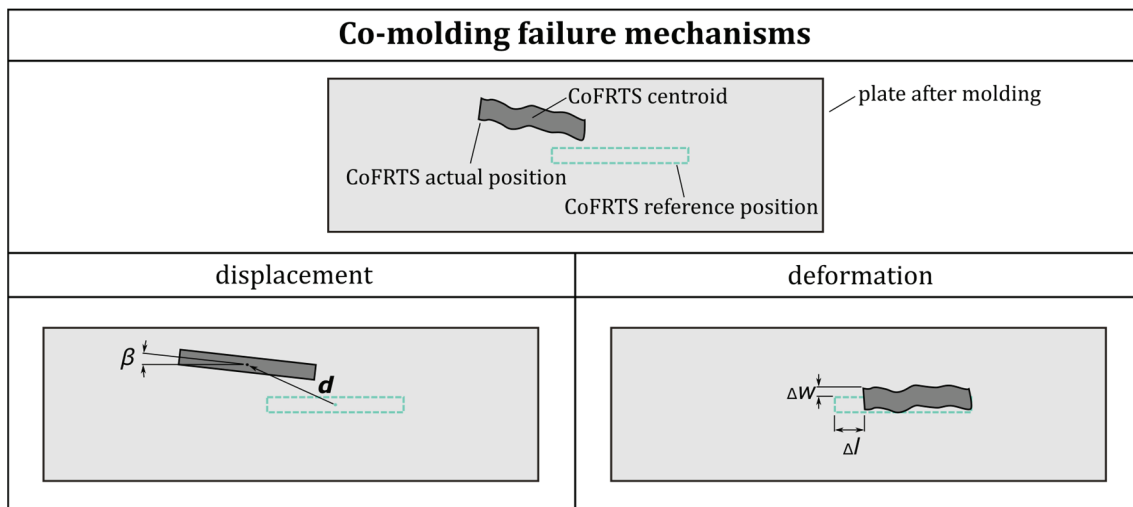 Co-molding failure mechanisms
CoFRTS centroid
plate after molding
CoFRTS actual position
CoFRTS reference position
displacement
deformation
β
d
Δw
Δl